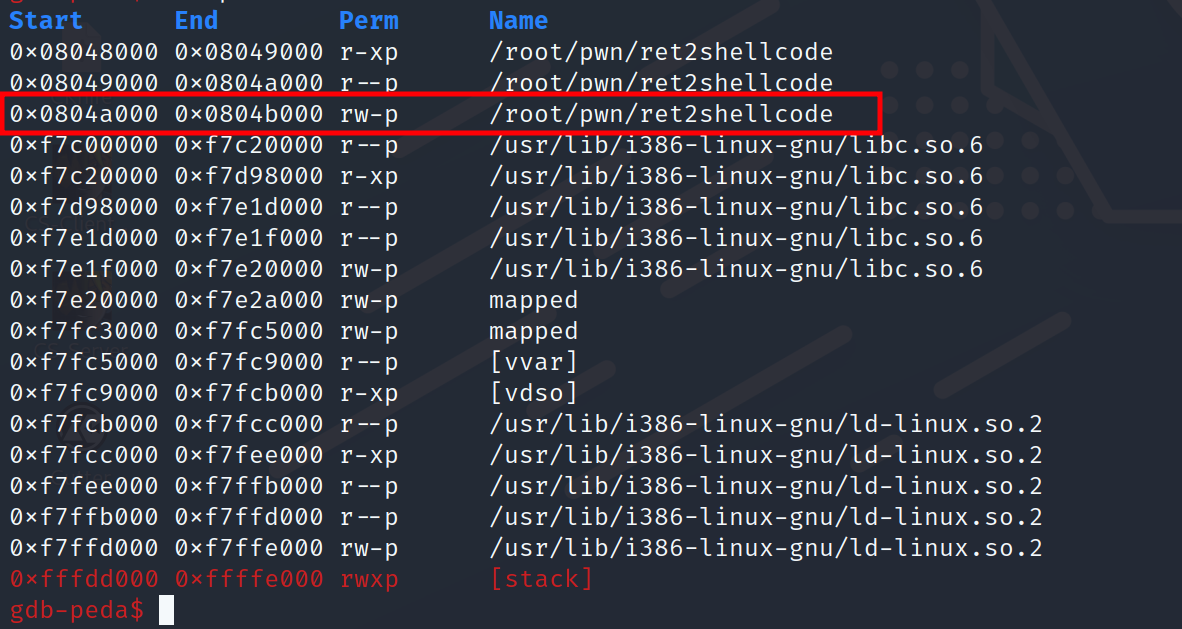 Start End Perm Name
0×08048000 0×08049000 r-xp /root/pwn/ret2shellcode
0×08049000 0×0804a000 r--p /root/pwn/ret2shellcode
0×0804a000 0×0804b000 rw-p /root/pwn/ret2shellcode
0×f7c00000 0×f7c20000 r--p /usr/lib/i386-linux-gnu/libc.so.6
0×f7c20000 0×f7d98000 r-xp /usr/lib/i386-linux-gnu/libc.so.6
0×f7d98000 0×f7e1d000 r--p /usr/lib/i386-linux-gnu/libc.so.6
0×f7e1d000 0×f7e1f000 r--p /usr/lib/i386-linux-gnu/libc.so.6
0×f7e1f000 0×f7e20000 rw-p /usr/lib/i386-linux-gnu/libc.so.6
0×f7e20000 0×f7e2a000 rw-p mapped
0×f7fc3000 0×f7fc5000 rw-p mapped
0×f7fc5000 0×f7fc9000 r--p [vvar]
0×f7fc9000 0×f7fcb000 r-xp [vdso]
0×f7fcb000 0×f7fcc000 r--p /usr/lib/i386-linux-gnu/ld-linux.so.2
0×f7fcc000 0×f7fee000 r-xp /usr/lib/i386-linux-gnu/ld-linux.so.2
0×f7fee000 0×f7ffb000 r--p /usr/lib/i386-linux-gnu/ld-linux.so.2
0×f7ffb000 0×f7ffd000 r--p /usr/lib/i386-linux-gnu/ld-linux.so.2
0×f7ffd000 0×f7ffe000 rw-p /usr/lib/i386-linux-gnu/ld-linux.so.2
0×fffdd000 0×ffffe000 rwxp [stack]
gdb-peda$